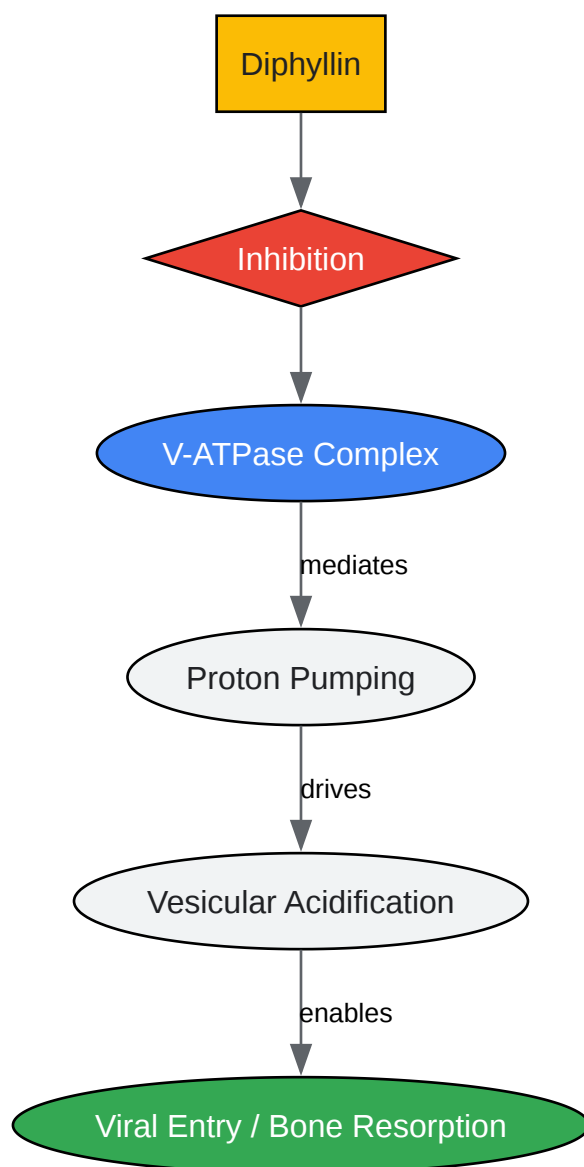 Diphyllin
Inhibition
V-ATPase Complex
mediates
Proton Pumping
drives
Vesicular Acidification
enables
Viral Entry / Bone Resorption